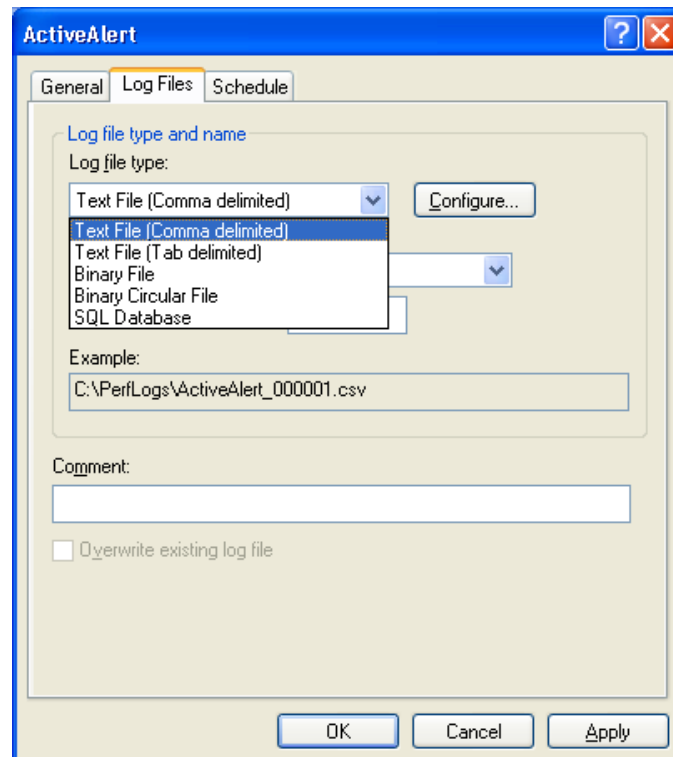 ActiveAlert
General Log Files Schedule
Log file type and name
Log file type:
Text File (Comma delimited)
Configure...
Text File (Comma delimited)
Text File (Tab delimited)
Binary File
Binary Circular File
SQL Database
Example:
C:\PerfLogs\ActiveAlert_000001.csv
Comment:
Overwrite existing log file
OK Cancel Apply